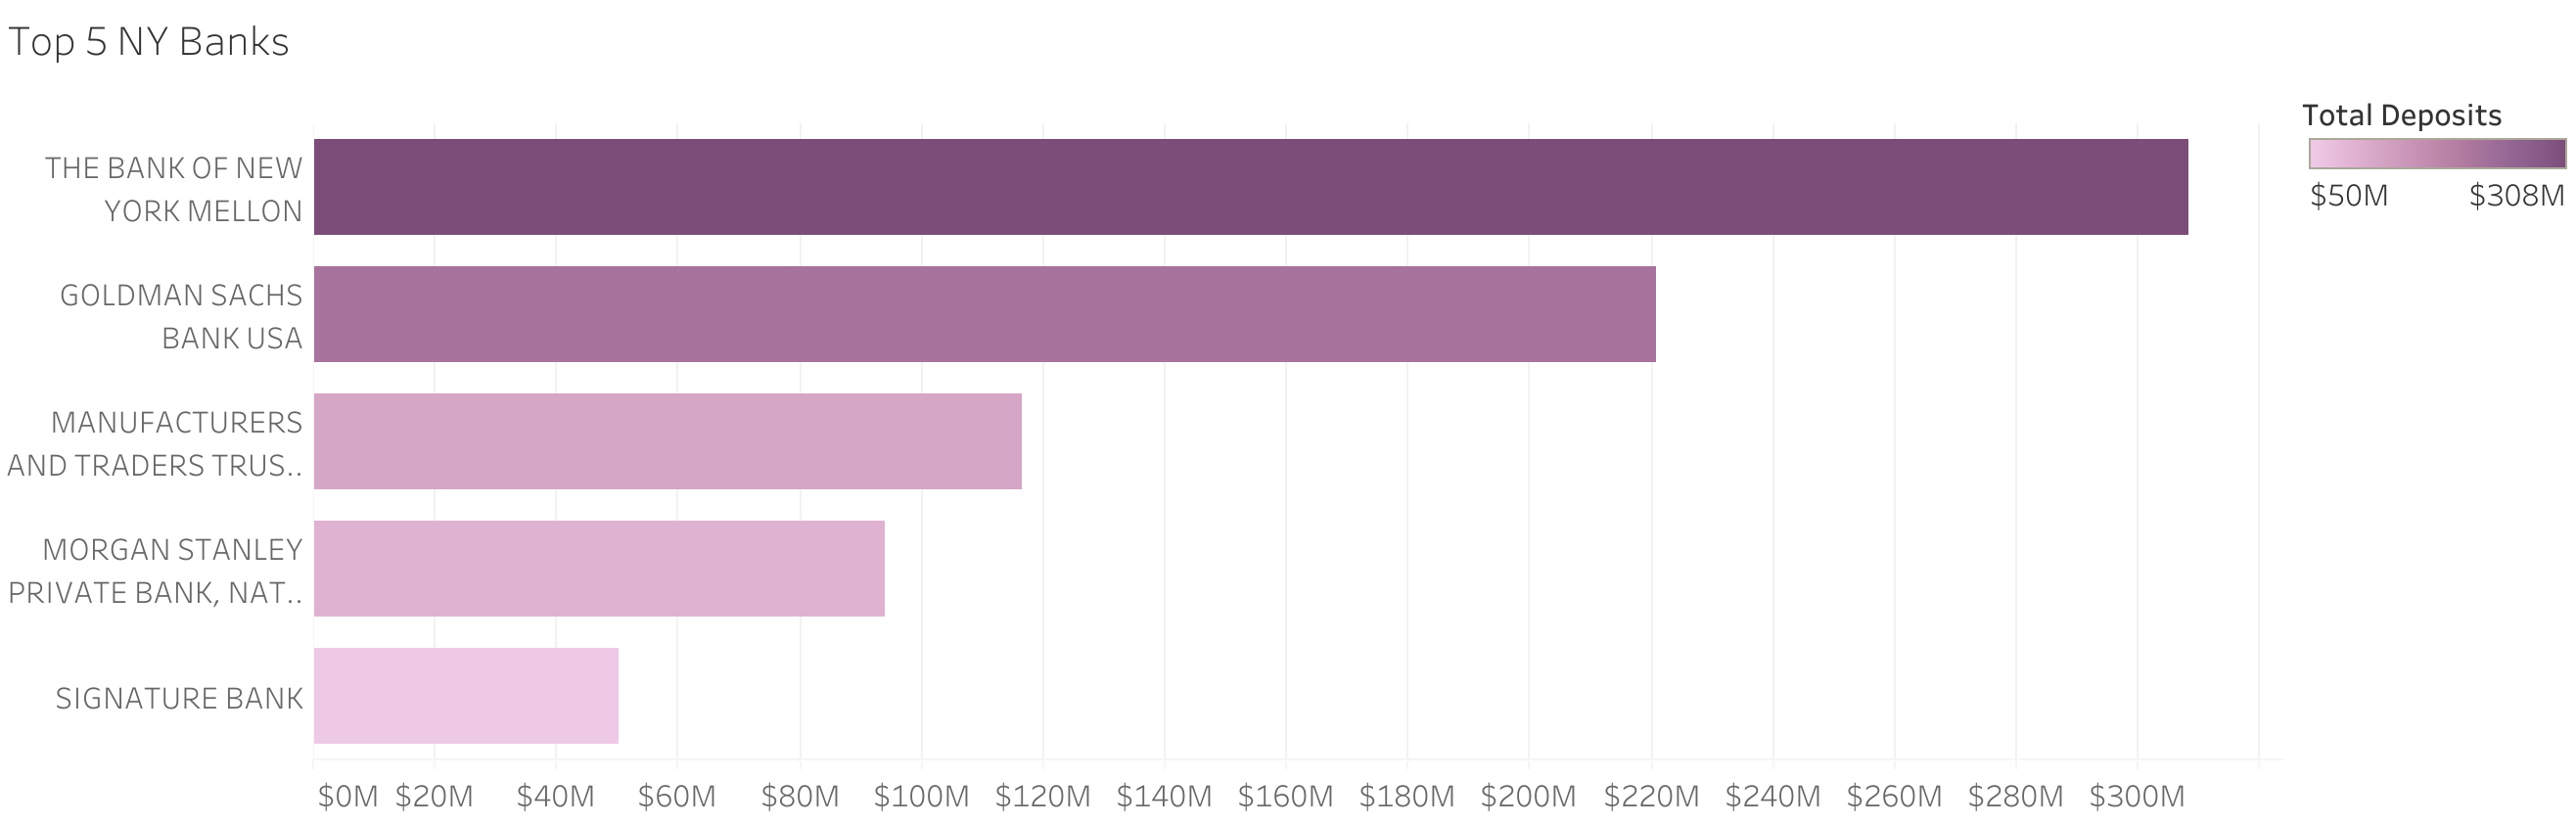 Top 5 NY Banks
Total Deposits
$50M $308M
THE BANK OF NEW
YORK MELLON
GOLDMAN SACHS
BANK USA
MANUFACTURERS
AND TRADERS TRUS..
MORGAN STANLEY
PRIVATE BANK, NAT..
SIGNATURE BANK
$0M $20M $40M $60M $80M $100M $120M $140M $160M $180M $200M $220M $240M $260M $280M $300M